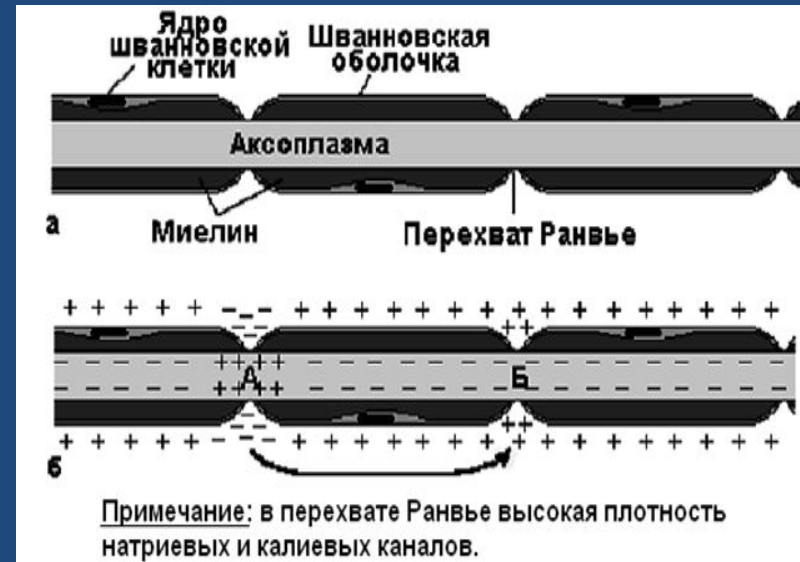 Ядро
шванновской
клетки
Шванновская
оболочка
Аксоплазма
а
Миелин
Перехват Ранвье
+ + + + + – – – + + + + + + + + + + + + + + + +
– – + +
– – – – – + + + + – – – – – – – – – – – – – – – –
А Б
– – – – – + + + + – – – – – – – – – – – – – – – –
– – + +
+ + + + + – – – + + + + + + + + + + + + + + + +
б
Примечание: в перехвате Ранвье высокая плотность
натриевых и калиевых каналов.